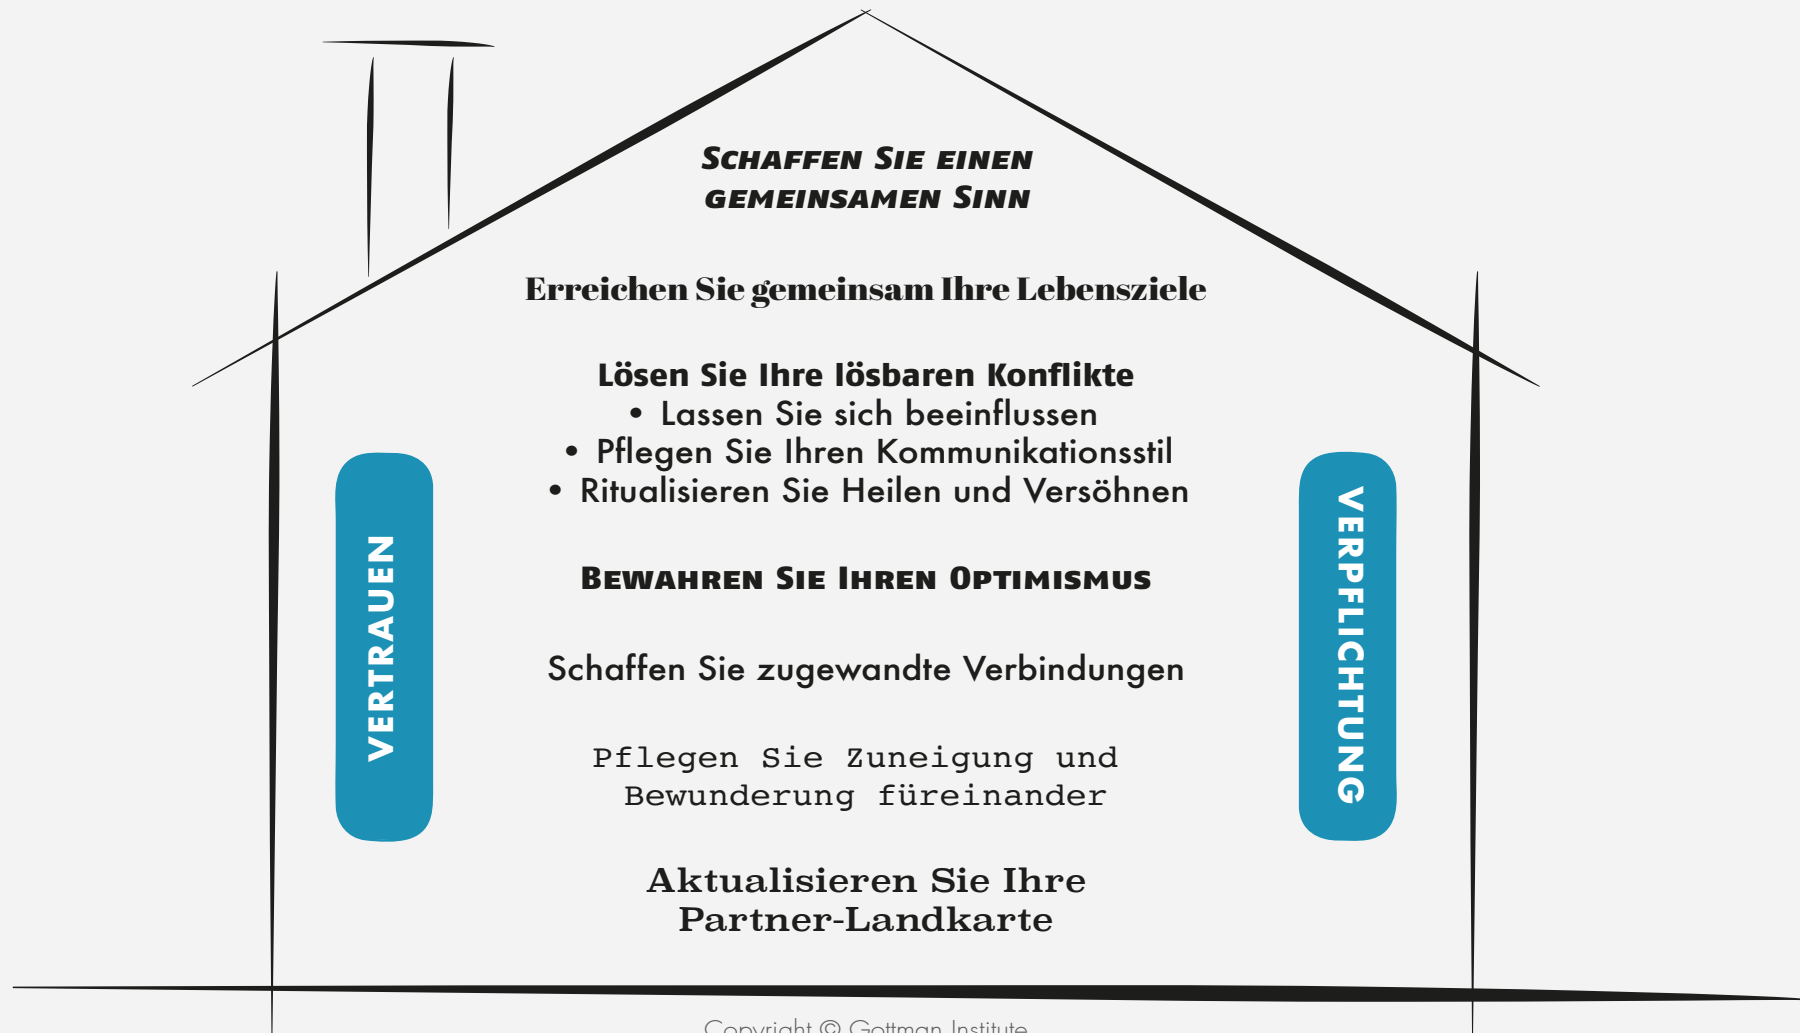 Schaffen Sie einen
gemeinsamen Sinn
Erreichen Sie gemeinsam Ihre Lebensziele
Lösen Sie Ihre lösbaren Konflikte
• Lassen Sie sich beeinflussen
• Pflegen Sie Ihren Kommunikationsstil
• Ritualisieren Sie Heilen und Versöhnen
VERTRAUEN
VERPFLICHTUNG
Bewahren Sie Ihren Optimismus
Schaffen Sie zugewandte Verbindungen
Pflegen Sie Zuneigung und
Bewunderung füreinander
Aktualisieren Sie Ihre
Partner-Landkarte
Copyright © Gottman Institute